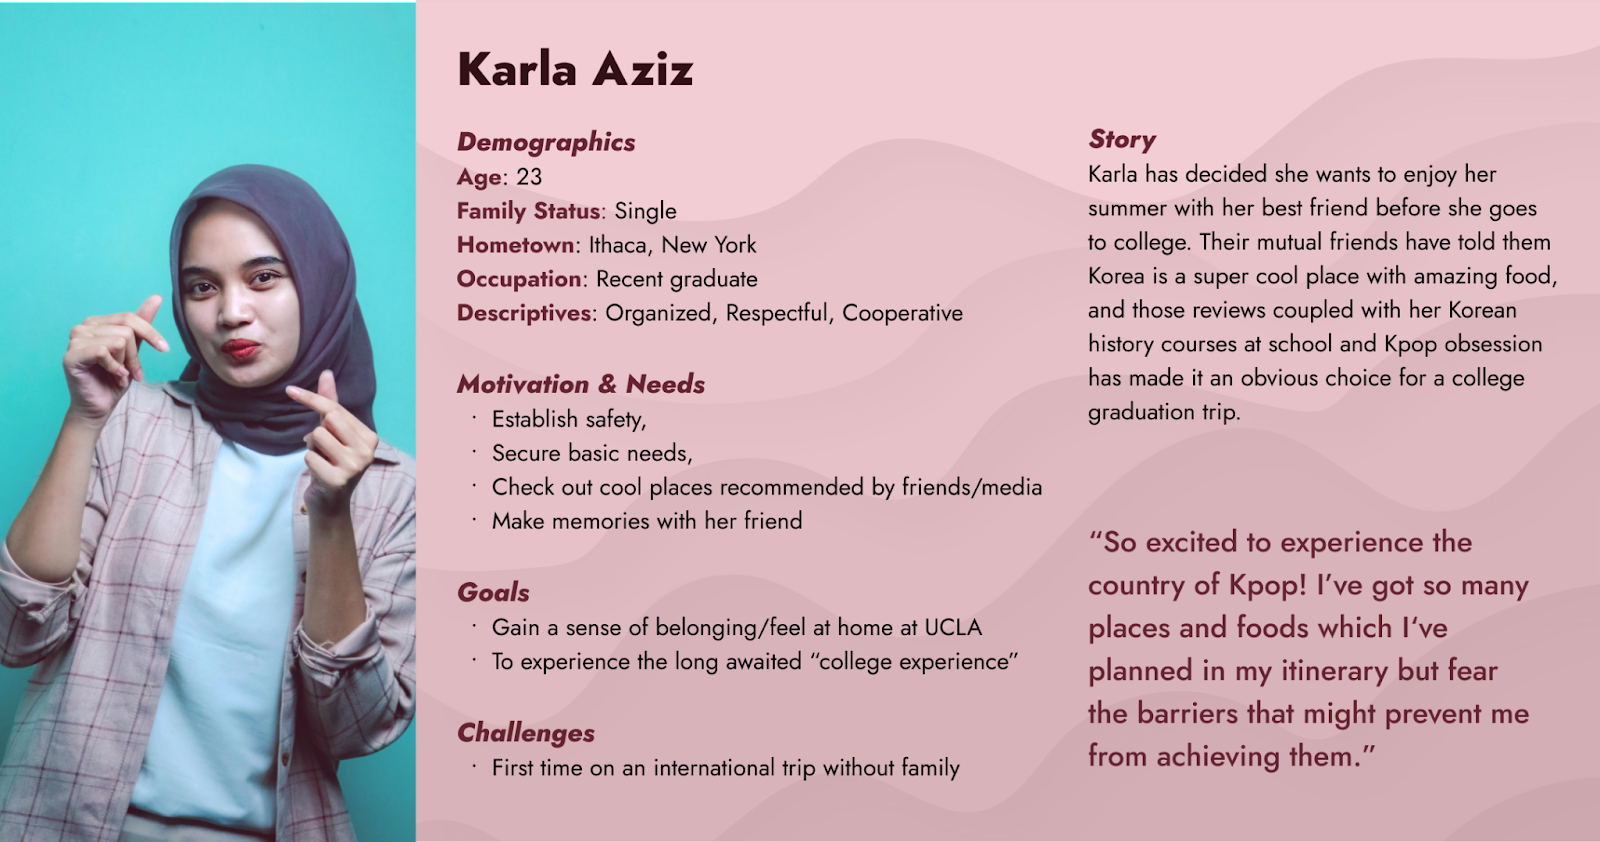 Karla Aziz
Demographics
Age: 23
Family Status: Single
Hometown: Ithaca, New York
Occupation: Recent graduate
Descriptives: Organized, Respectful, Cooperative
Motivation & Needs
· Establish safety,
· Secure basic needs,
· Check out cool places recommended by friends/media
· Make memories with her friend
Goals
· Gain a sense of belonging/feel at home at UCLA
· To experience the long awaited “college experience”
Challenges
· First time on an international trip without family
Story
Karla has decided she wants to enjoy her
summer with her best friend before she goes
to college. Their mutual friends have told them
Korea is a super cool place with amazing food,
and those reviews coupled with her Korean
history courses at school and Kpop obsession
has made it an obvious choice for a college
graduation trip.
“So excited to experience the
country of Kpop! I’ve got so many
places and foods which I‘ve
planned in my itinerary but fear
the barriers that might prevent me
from achieving them.”